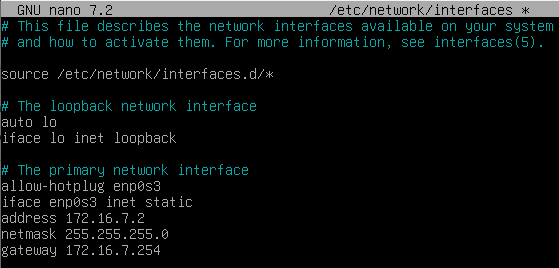 GNU nano 7.2 /etc/network/interfaces *
# This file describes the network interfaces available on your system
# and how to activate them. For more information, see interfaces(5).
source /etc/network/interfaces.d/*
# The loopback network interface
auto lo
iface lo inet loopback
# The primary network interface
allow-hotplug enp0s3
iface enp0s3 inet static
address 172.16.7.2
netmask 255.255.255.0
gateway 172.16.7.254